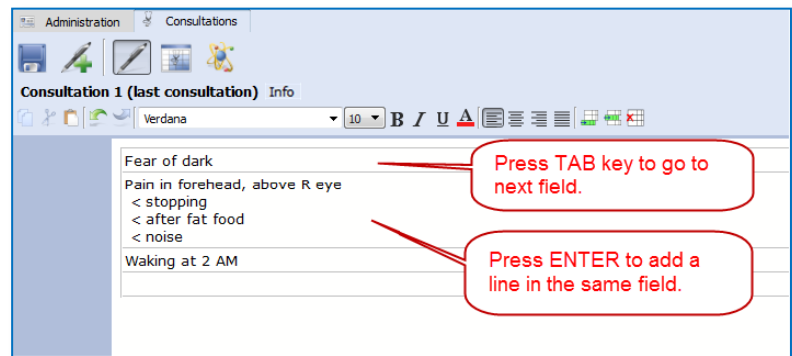 Administration Consultations
Consultation 1 (last consultation) Info
Verdana 10 B I U A
Fear of dark
Pain in forehead, above R eye
< stopping
< after fat food
< noise
Waking at 2 AM
Press TAB key to go to
next field.
Press ENTER to add a
line in the same field.